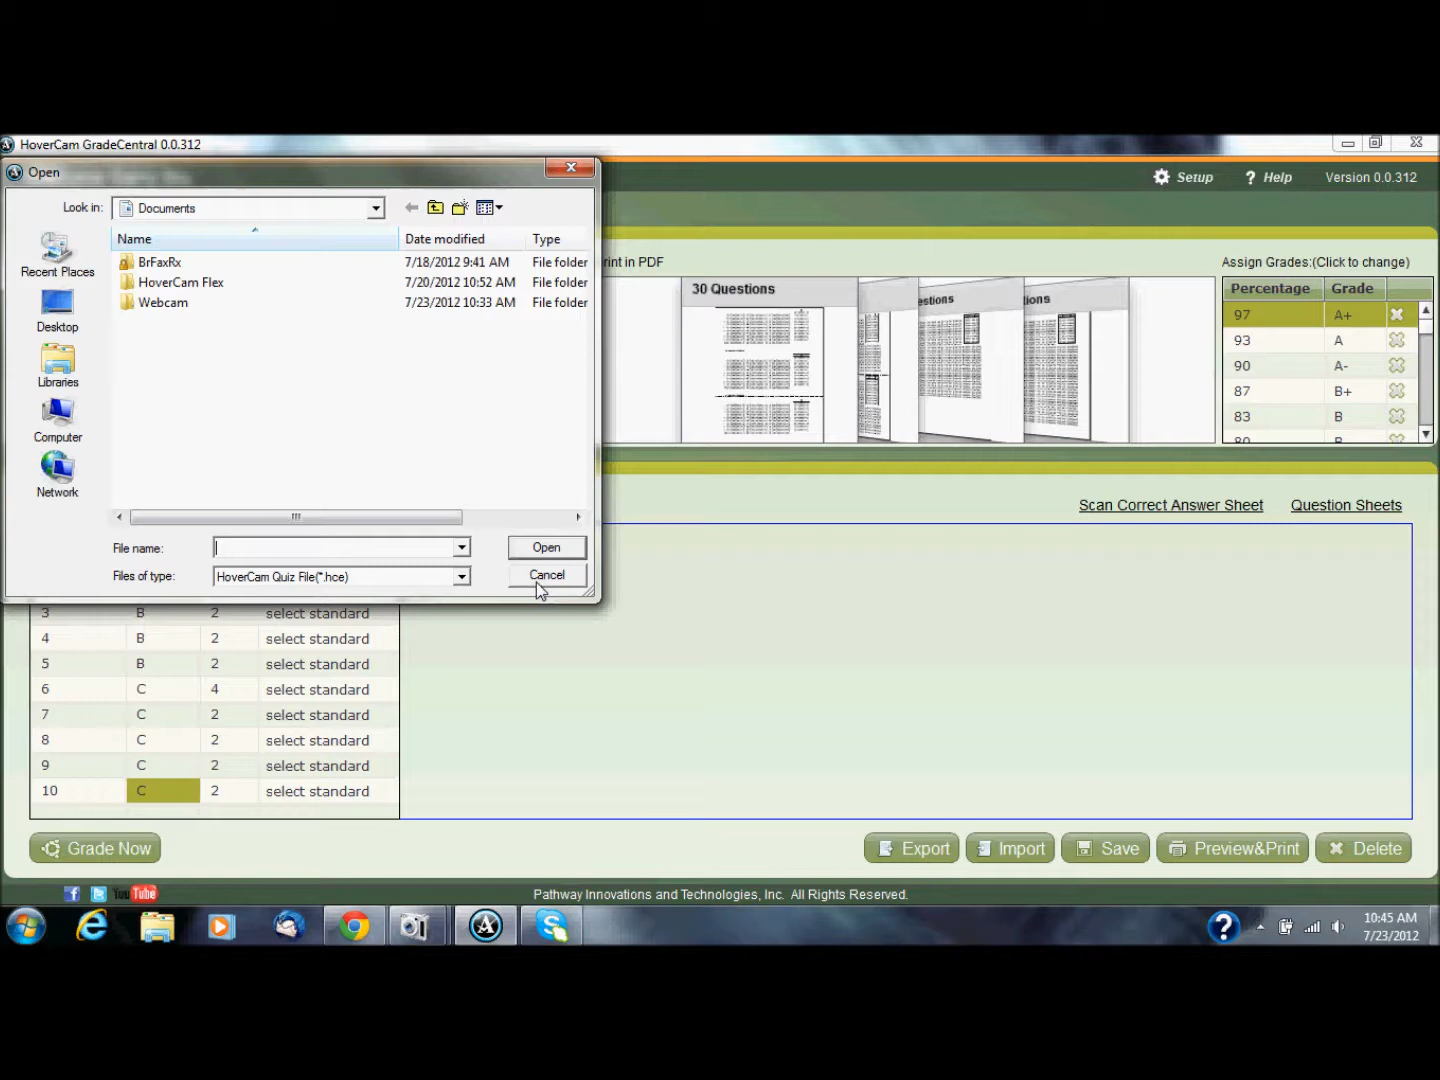 HoverCam GradeCentral 0.0.312
Open
Setup
? Help
Version 0.0.312
Look in:
Documents
Name
Date modified
Type
BrFaxRx
7/18/2012 9:41 AM
File folder
HoverCam Flex
7/20/2012 10:52 AM
File folder
Webcam
7/23/2012 10:33 AM
File folder
Recent Places
Desktop
Libraries
Computer
Network
File name:
Open
Files of type:
HoverCam Quiz File(*.hce)
Cancel
rint in PDF
30 Questions
estions
tions
Assign Grades:(Click to change)
Percentage Grade
97 A+
93 A
90 A-
87 B+
83 B
80 B
Scan Correct Answer Sheet
Question Sheets
3 B 2 select standard
4 B 2 select standard
5 B 2 select standard
6 C 4 select standard
7 C 2 select standard
8 C 2 select standard
9 C 2 select standard
10 C 2 select standard
Grade Now
Export
Import
Save
Preview&Print
Delete
YouTube
Pathway Innovations and Technologies, Inc. All Rights Reserved.
10:45 AM
7/23/2012